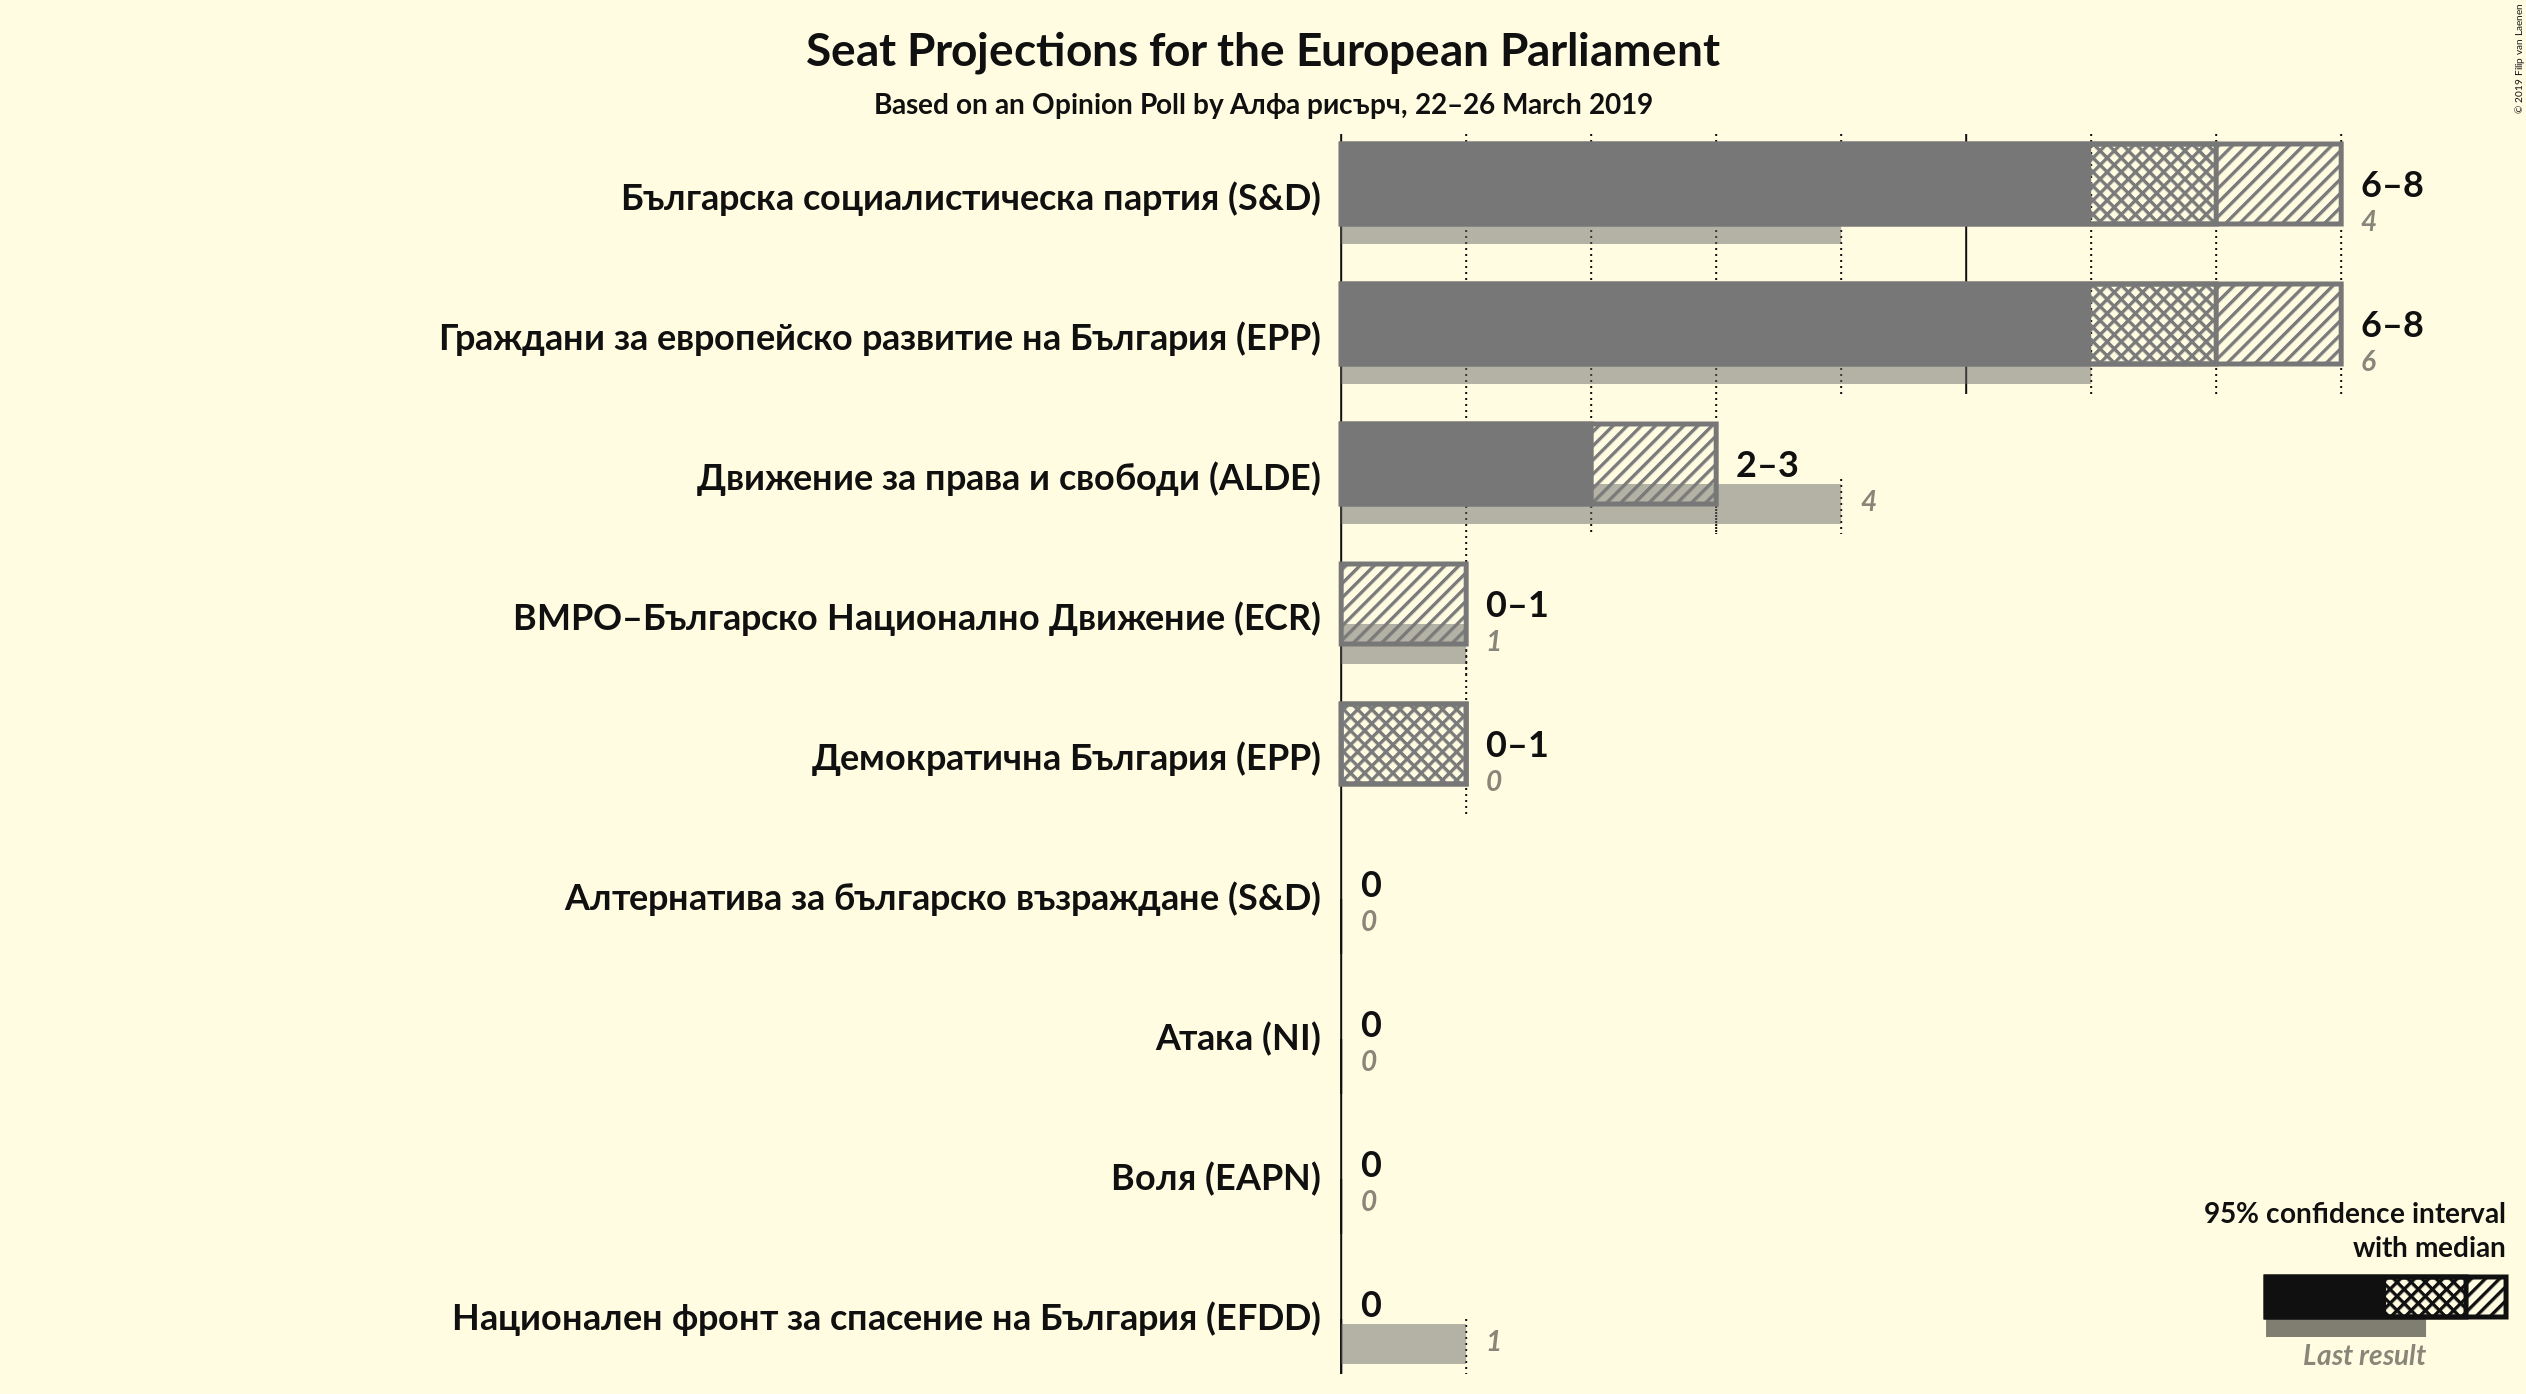 Seat Projections for the European Parliament
Based on an Opinion Poll by Алфа рисърч, 22–26 March 2019
© 2019 Filip van Laenen
Българска социалистическа партия (S&D)
6–8
4
Граждани за европейско развитие на България (EPP)
6–8
6
Движение за права и свободи (ALDE)
2–3
4
ВМРО–Българско Национално Движение (ECR)
0–1
1
Демократична България (EPP)
0–1
0
Алтернатива за българско възраждане (S&D)
0
0
Атака (NI)
0
0
Воля (EAPN)
0
0
Национален фронт за спасение на България (EFDD)
0
1
95% confidence interval
with median
Last result